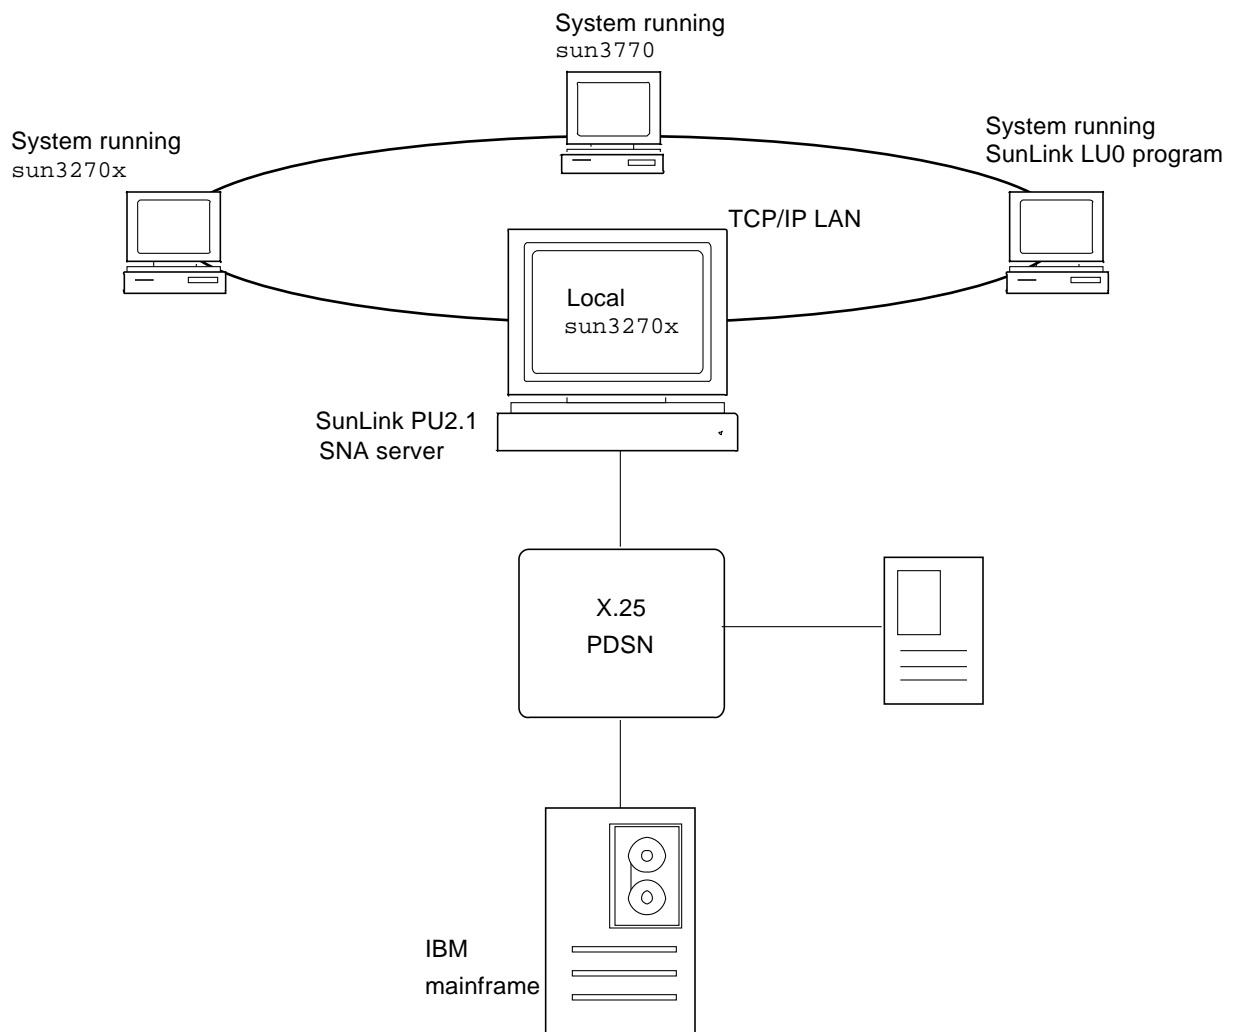 System running
sun3770
System running
sun3270x
System running
SunLink LU0 program
TCP/IP LAN
Local
sun3270x
SunLink PU2.1
SNA server
X.25
PDSN
IBM
mainframe